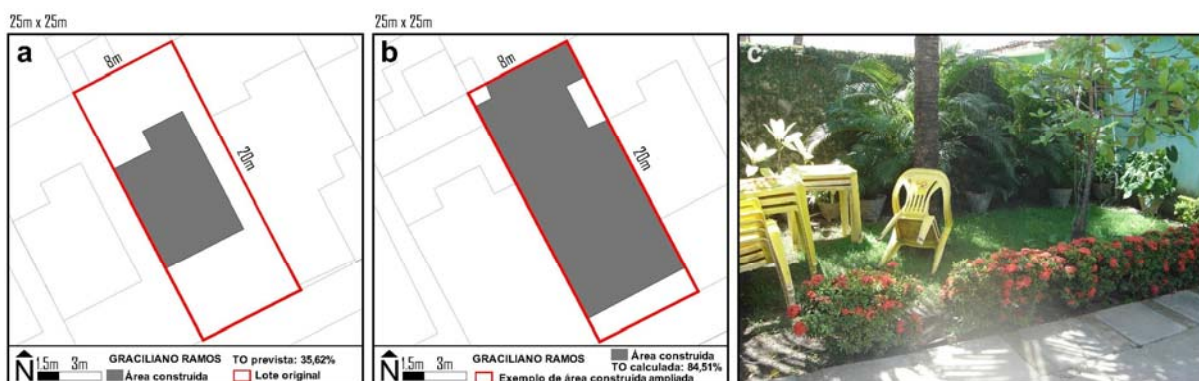 25m x 25m
a
8m
20m
N
1.5m 3m
GRACILIANO RAMOS
TO prevista: 35,62%
Área construída
Lote original
25m x 25m
b
8m
20m
N
1.5m 3m
GRACILIANO RAMOS
Área construída
TO calculada: 84,51%
Exemplo de área construída ampliada
c